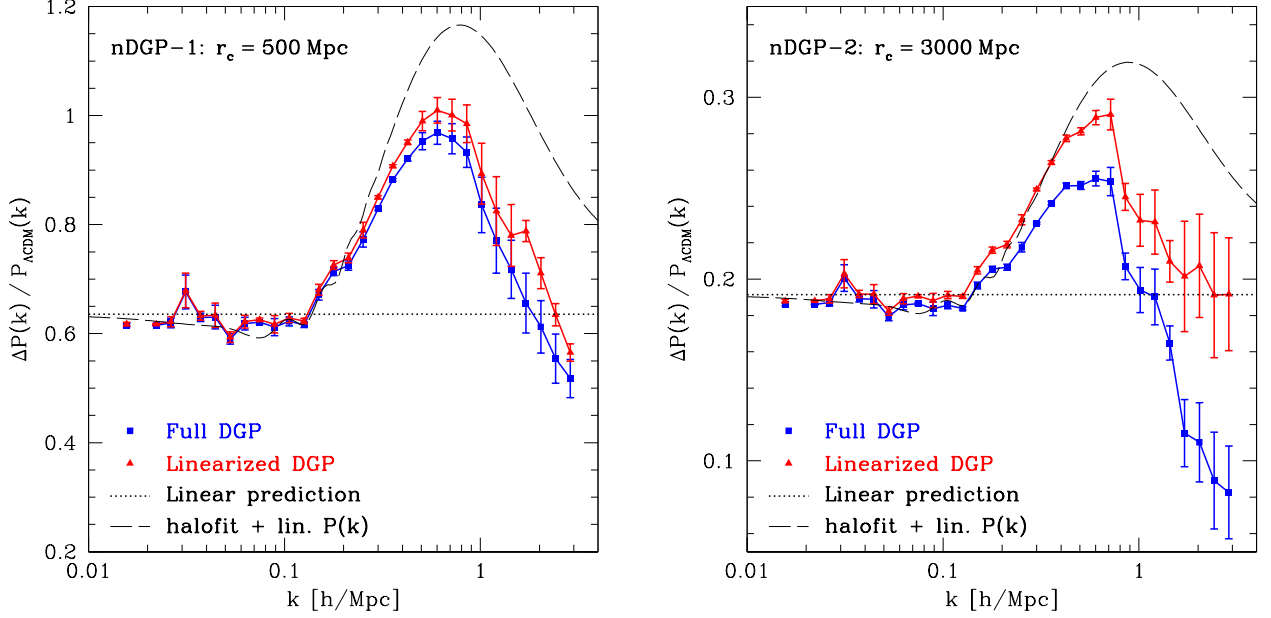 nDGP-1: r_c = 500 Mpc
1.2
1
0.8
0.6
0.4
0.2
ΔP(k) / P_ΛCDM(k)
Full DGP
Linearized DGP
Linear prediction
halofit + lin. P(k)
0.01
0.1
1
k [h/Mpc]
nDGP-2: r_c = 3000 Mpc
0.3
0.2
0.1
ΔP(k) / P_ΛCDM(k)
Full DGP
Linearized DGP
Linear prediction
halofit + lin. P(k)
0.01
0.1
1
k [h/Mpc]